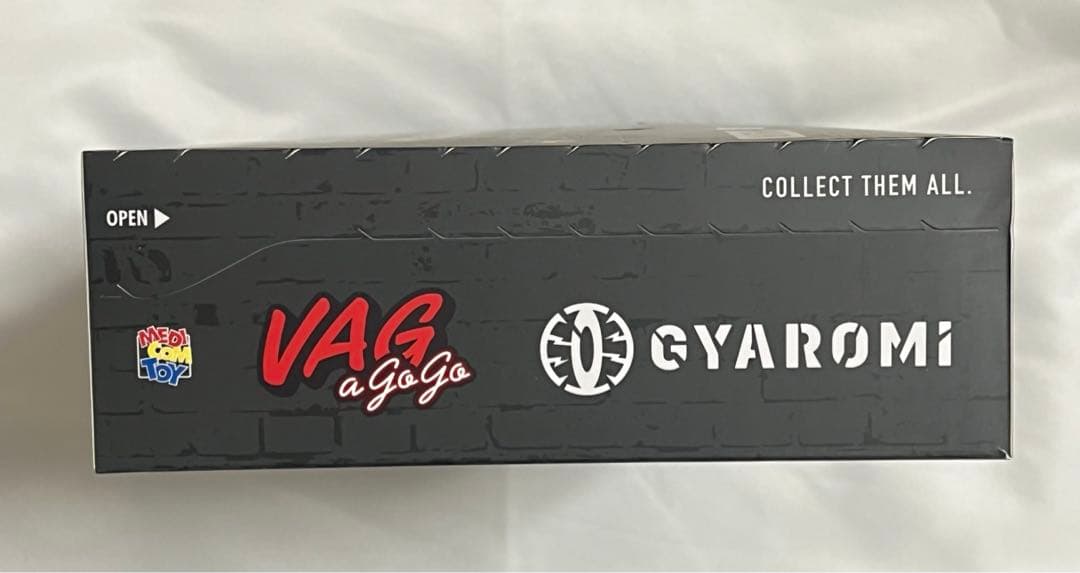 COLLECT THEM ALL.
OPEN
MEDI
COM
TOY
VAG
a GoGo
GYAROMi